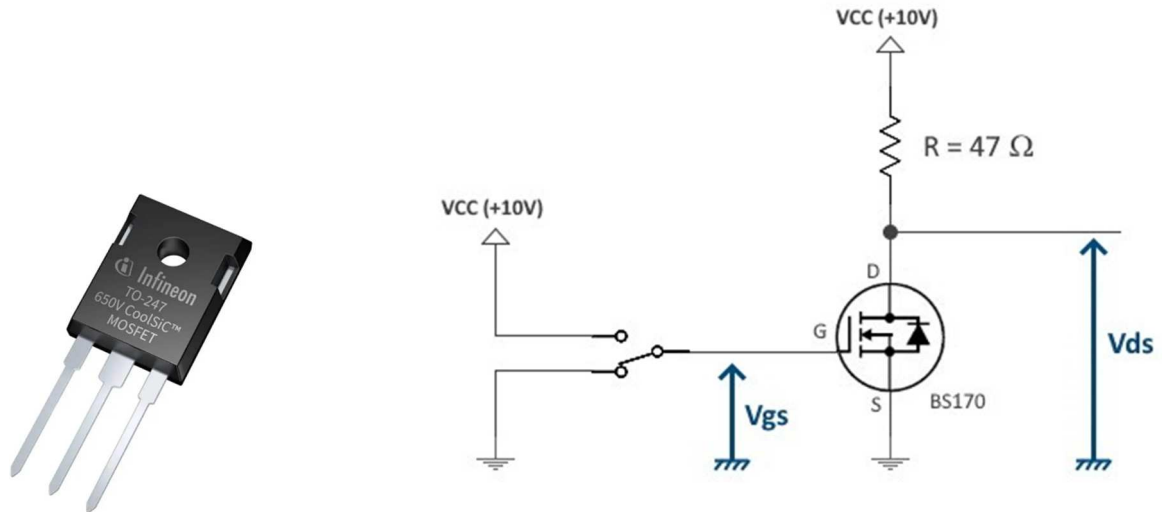 Infineon
TO-247
650V CoolSiC™
MOSFET
VCC (+10V)
VCC (+10V)
R = 47 Ω
D
G
S
BS170
Vgs
Vds